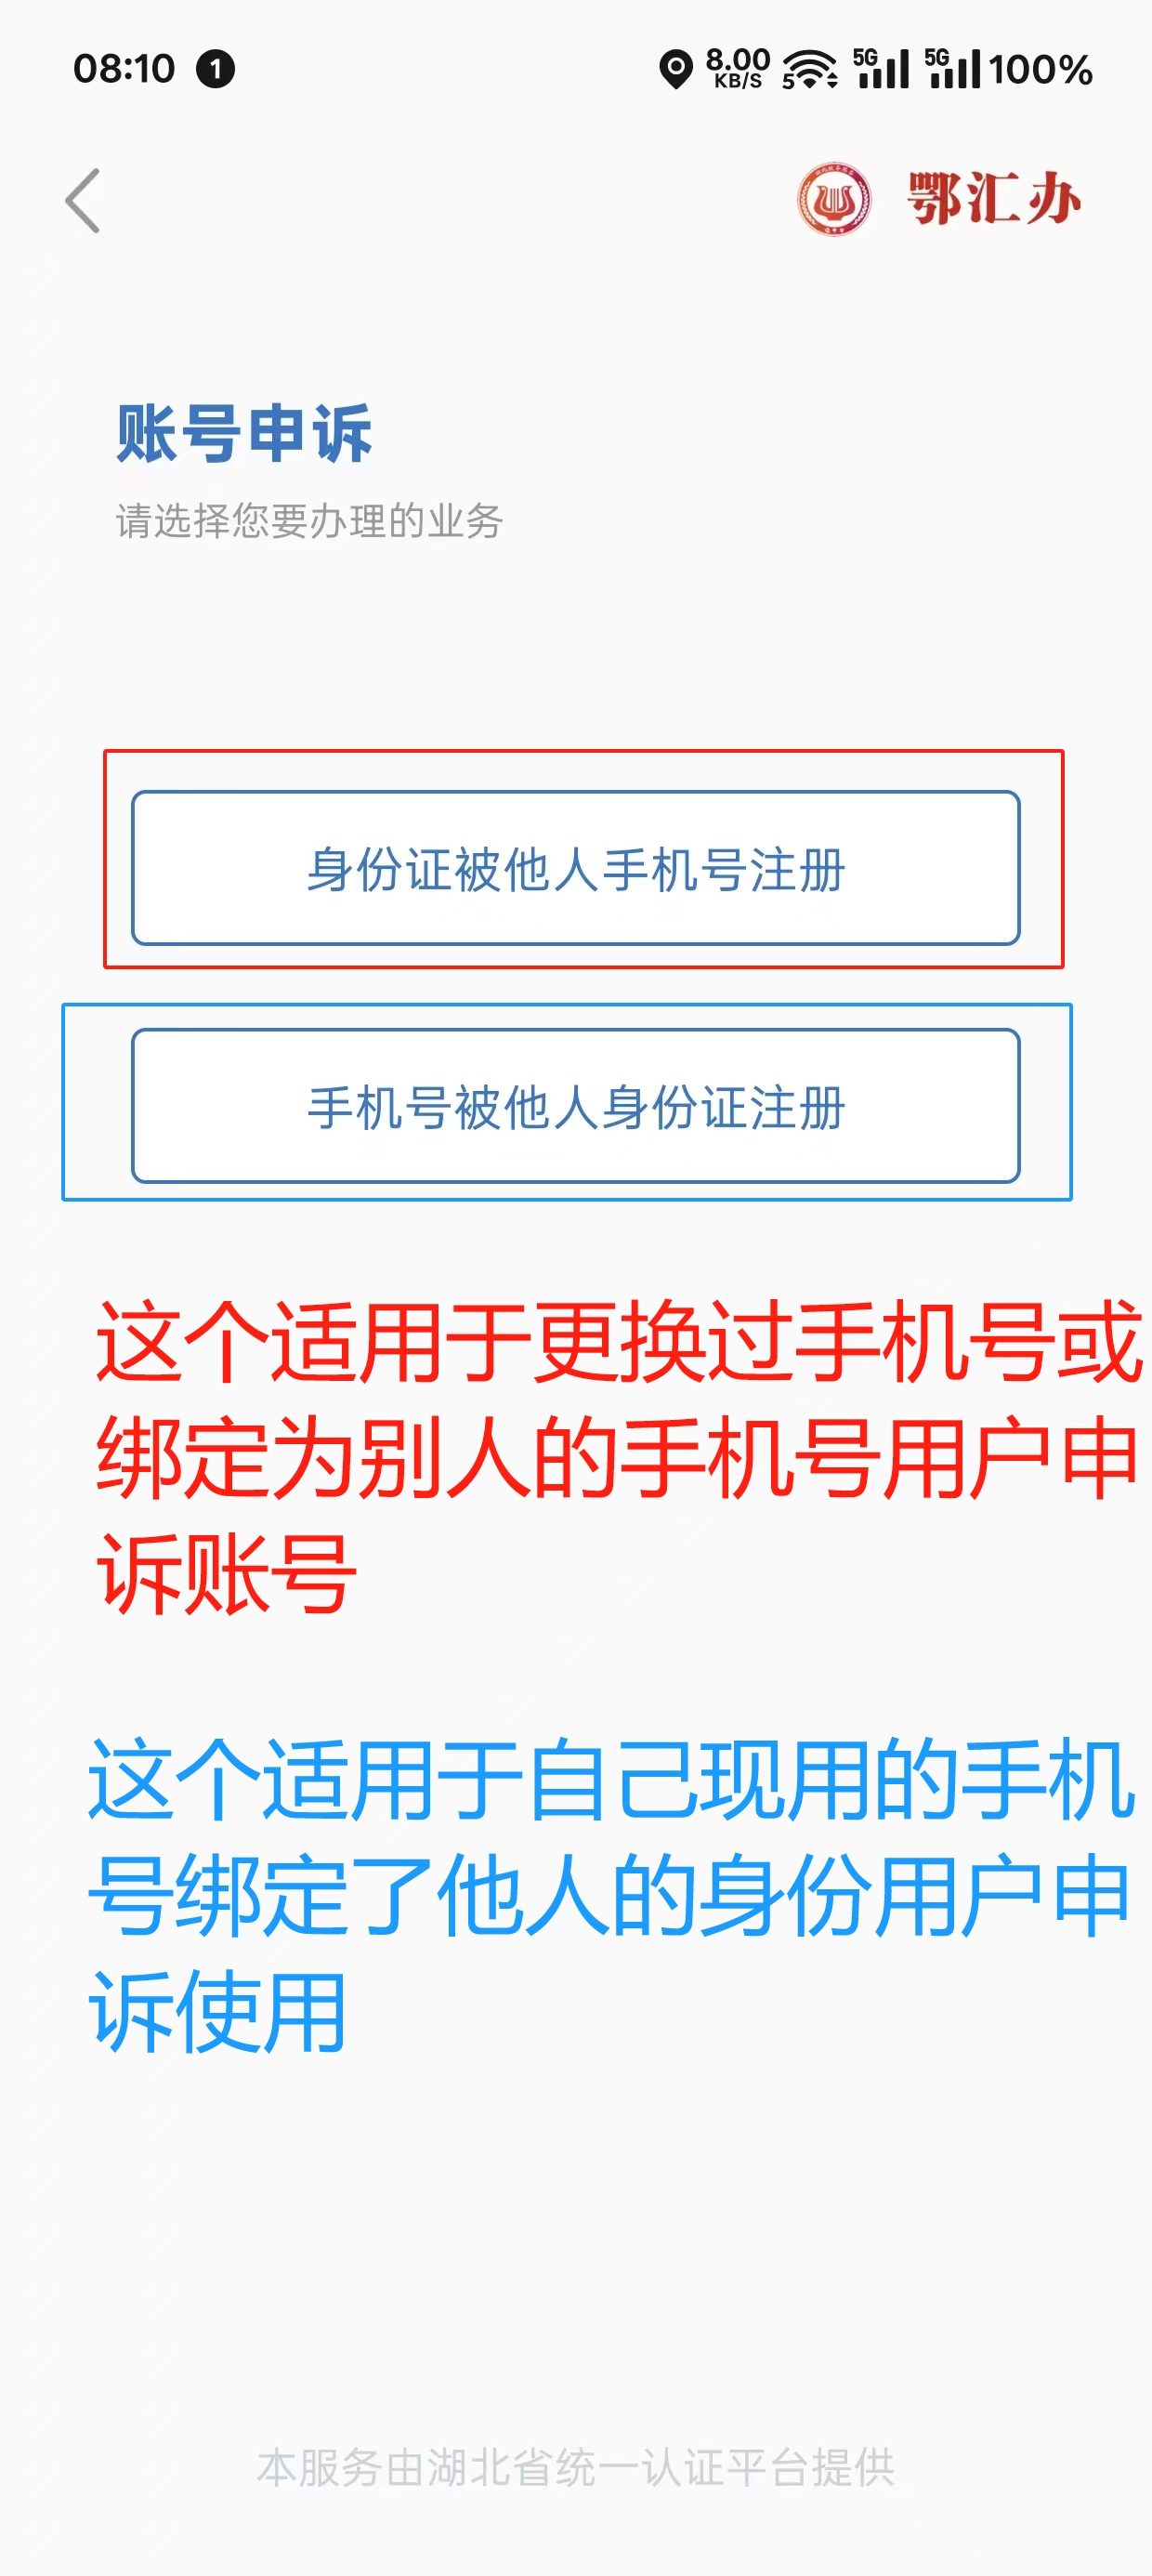 08:10 1 8.00 KB/S 5 5G 5G 100%
鄂汇办
账号申诉
请选择您要办理的业务
身份证被他人手机号注册
手机号被他人身份证注册
这个适用于更换过手机号或
绑定为别人的手机号用户申
诉账号
这个适用于自己现用的手机
号绑定了他人的身份用户申
诉使用
本服务由湖北省统一认证平台提供